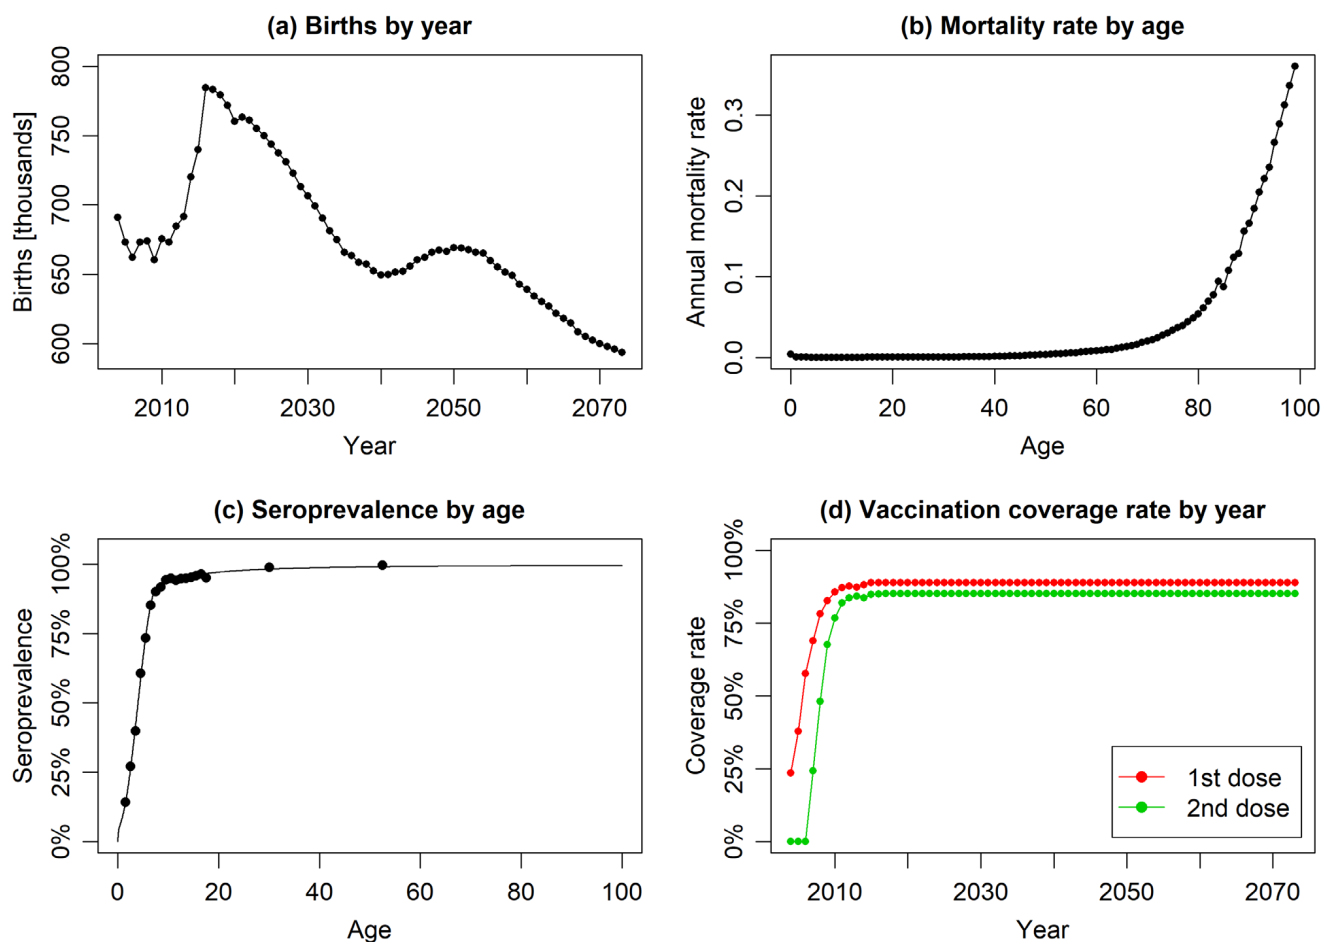 (a) Births by year
Births [thousands]
800
750
700
650
600
2010
2030
2050
2070
Year
(b) Mortality rate by age
Annual mortality rate
0.3
0.2
0.1
0.0
0
20
40
60
80
100
Age
(c) Seroprevalence by age
Seroprevalence
100%
75%
50%
25%
0%
0
20
40
60
80
100
Age
(d) Vaccination coverage rate by year
Coverage rate
100%
75%
50%
25%
0%
1st dose
2nd dose
2010
2030
2050
2070
Year